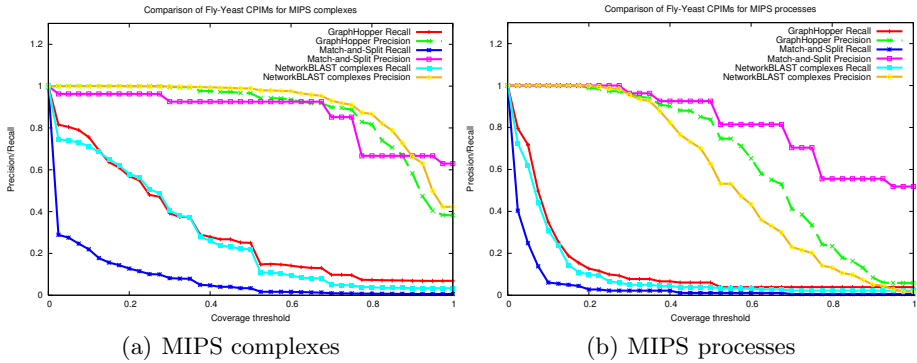 Comparison of Fly-Yeast CPIMs for MIPS complexes
GraphHopper Recall
GraphHopper Precision
Match-and-Split Recall
Match-and-Split Precision
NetworkBLAST complexes Recall
NetworkBLAST complexes Precision
Precision/Recall
1.2
1
0.8
0.6
0.4
0.2
0
0
0.2
0.4
0.6
0.8
1
Coverage threshold
(a) MIPS complexes
Comparison of Fly-Yeast CPIMs for MIPS processes
GraphHopper Recall
GraphHopper Precision
Match-and-Split Recall
Match-and-Split Precision
NetworkBLAST complexes Recall
NetworkBLAST complexes Precision
Precision/Recall
1.2
1
0.8
0.6
0.4
0.2
0
0
0.2
0.4
0.6
0.8
1
Coverage threshold
(b) MIPS processes